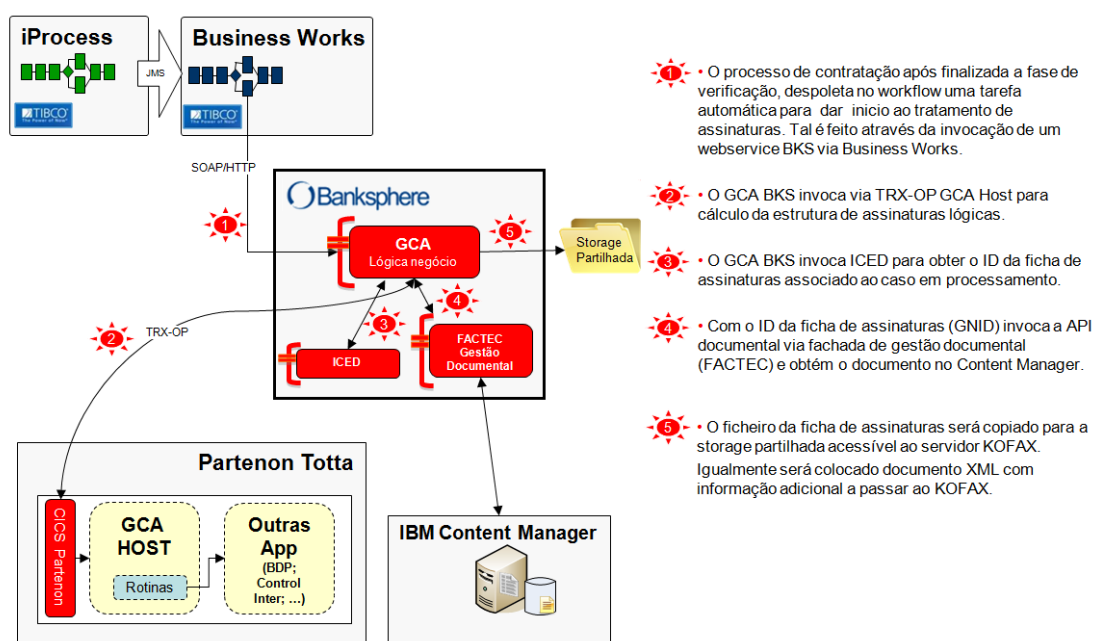 iProcess
TIBCO
The Power of Now
JMS
Business Works
TIBCO
The Power of Now
SOAP/HTTP
1
Banksphere
GCA
Lógica negócio
5
Storage
Partilhada
3
4
ICED
FACTEC
Gestão
Documental
2
TRX-OP
Partenon Totta
CICS Partenon
GCA
HOST
Rotinas
Outras
App
(BDP;
Control
Inter; ...)
IBM Content Manager
1 • O processo de contratação após finalizada a fase de
verificação, despoleta no workflow uma tarefa
automática para dar inicio ao tratamento de
assinaturas. Tal é feito através da invocação de um
webservice BKS via Business Works.
2 • O GCA BKS invoca via TRX-OP GCA Host para
cálculo da estrutura de assinaturas lógicas.
3 • O GCA BKS invoca ICED para obter o ID da ficha de
assinaturas associado ao caso em processamento.
4 • Com o ID da ficha de assinaturas (GNID) invoca a API
documental via fachada de gestão documental
(FACTEC) e obtém o documento no Content Manager.
5 • O ficheiro da ficha de assinaturas será copiado para a
storage partilhada acessível ao servidor KOFAX.
Igualmente será colocado documento XML com
informação adicional a passar ao KOFAX.